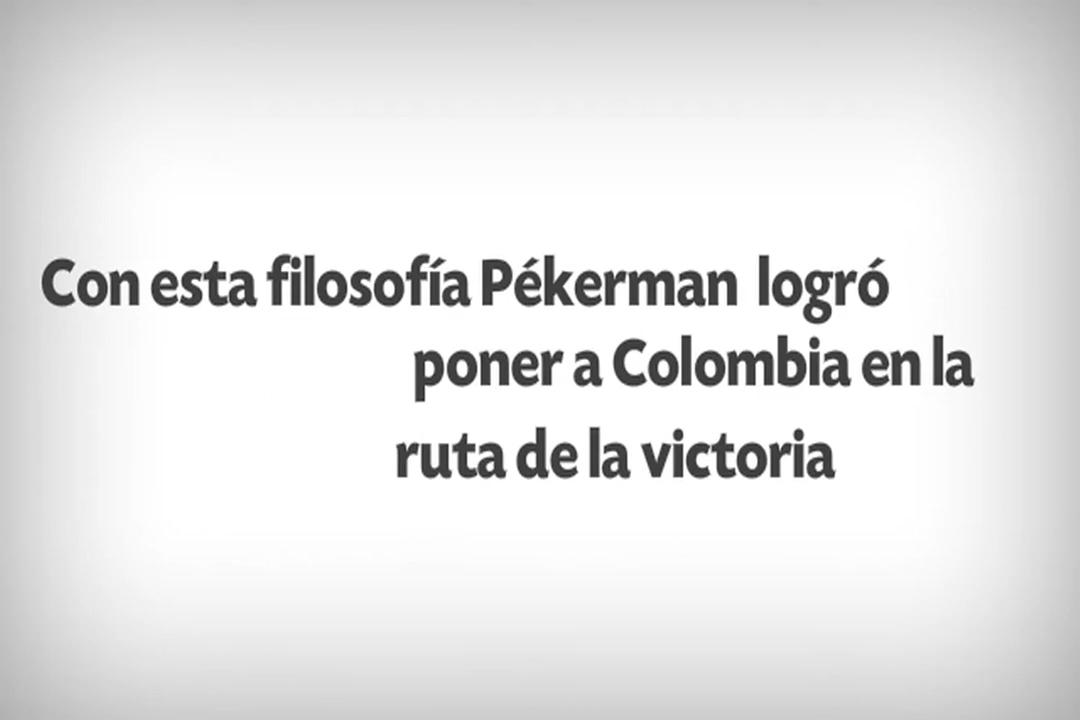 Con esta filosofía Pékerman logró
poner a Colombia en la
ruta de la victoria